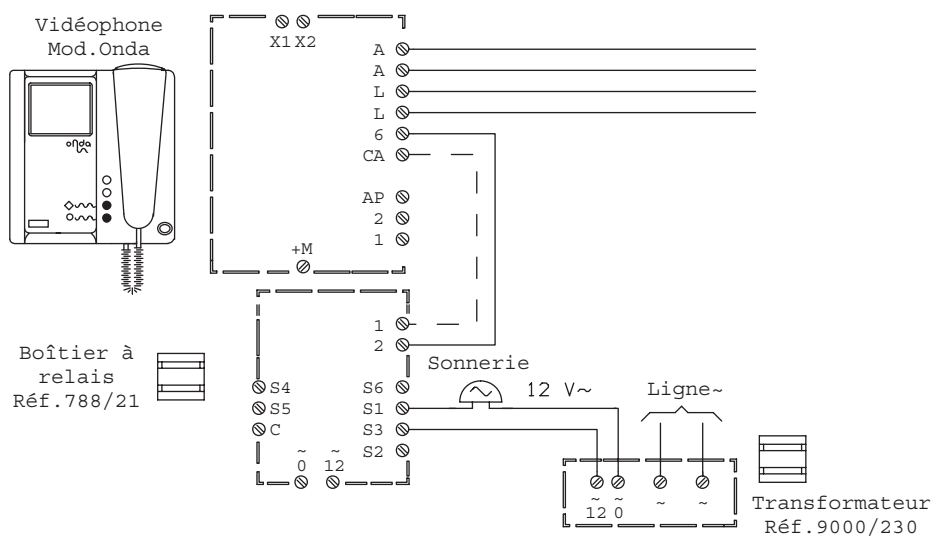 Vidéophone
Mod.Onda
onda
X1 X2
A
A
L
L
6
CA
AP
2
1
+M
Boîtier à
relais
Réf.788/21
1
2
S4
S5
C
S6
S1
S3
S2
~ ~
0 12
Sonnerie
12 V~
Ligne~
~ ~ ~ ~
12 0
Transformateur
Réf.9000/230